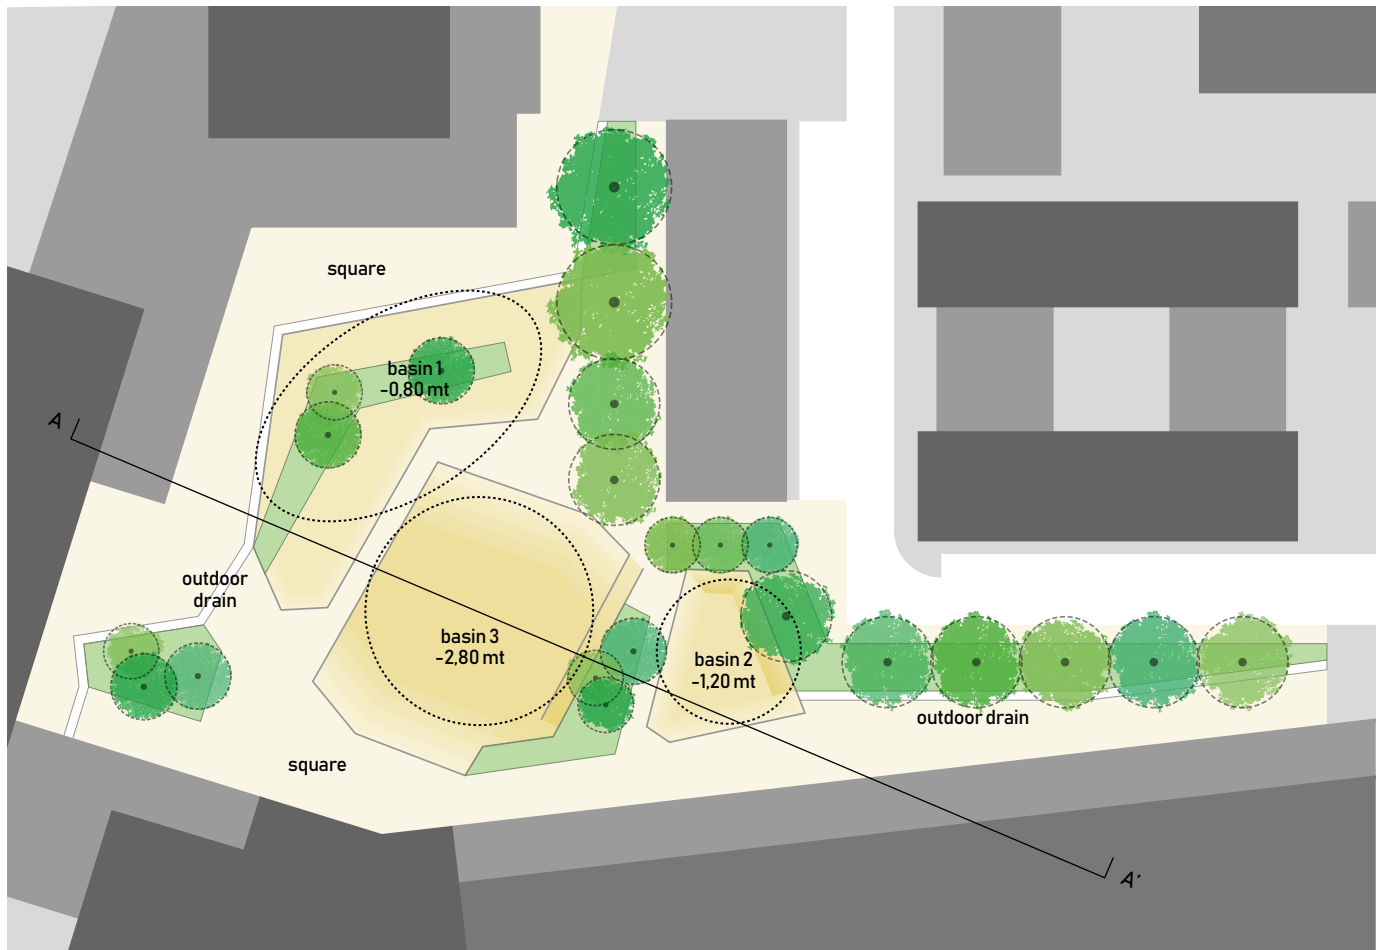 square
basin 1
-0,80 mt
A
outdoor
drain
basin 3
-2,80 mt
basin 2
-1,20 mt
outdoor drain
square
A'